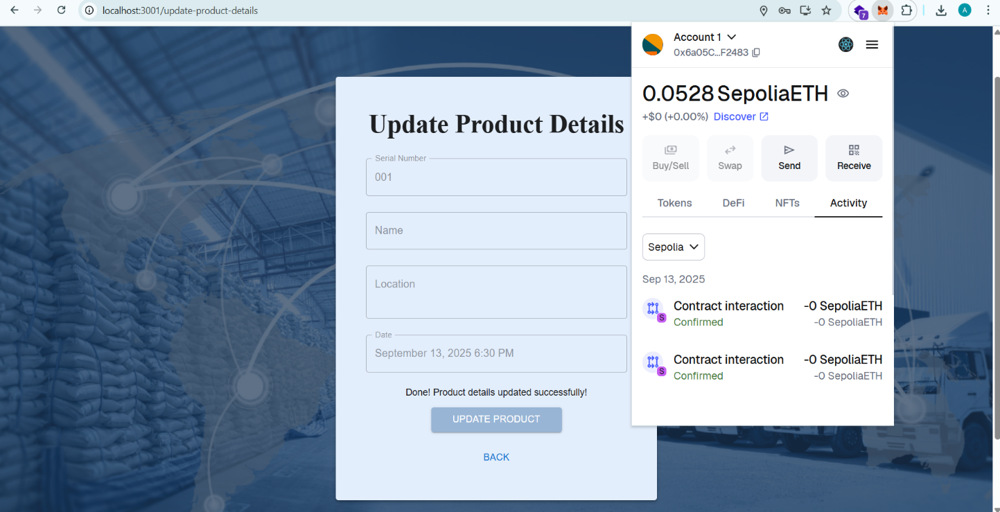 localhost:3001/update-product-details
7
A
Update Product Details
Serial Number
001
Name
Location
Date
September 13, 2025 6:30 PM
Done! Product details updated successfully!
UPDATE PRODUCT
BACK
Account 1
0x6a05C...F2483
0.0528 SepoliaETH
+$0 (+0.00%) Discover
Buy/Sell Swap Send Receive
Tokens DeFi NFTs Activity
Sepolia
Sep 13, 2025
Contract interaction -0 SepoliaETH
S
Confirmed -0 SepoliaETH
Contract interaction -0 SepoliaETH
S
Confirmed -0 SepoliaETH